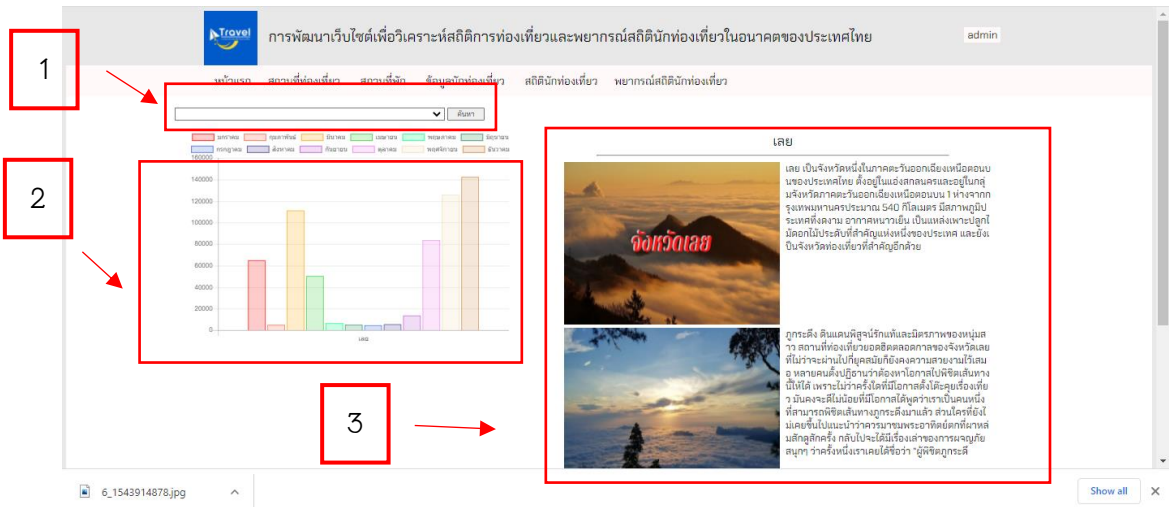 Travel
การพัฒนาเว็บไซต์เพื่อวิเคราะห์สถิติการท่องเที่ยวและพยากรณ์สถิตินักท่องเที่ยวในอนาคตของประเทศไทย
admin
1
หน้าแรก สถานที่ท่องเที่ยว สถานที่พัก ข้อมูลนักท่องเที่ยว สถิตินักท่องเที่ยว พยากรณ์สถิตินักท่องเที่ยว
ค้นหา
มกราคม กุมภาพันธ์ มีนาคม เมษายน พฤษภาคม มิถุนายน
กรกฎาคม สิงหาคม กันยายน ตุลาคม พฤศจิกายน ธันวาคม
160000
140000
120000
100000
80000
60000
40000
20000
0
เลย
2
3
เลย
จังหวัดเลย
เลย เป็นจังหวัดหนึ่งในภาคตะวันออกเฉียงเหนือตอนบ
นของประเทศไทย ตั้งอยู่ในแอ่งสกลนครและอยู่ในกลุ่
มจังหวัดภาคตะวันออกเฉียงเหนือตอนบน 1 ห่างจากก
รุงเทพมหานครประมาณ 540 กิโลเมตร มีสภาพภูมิป
ระเทศที่งดงาม อากาศหนาวเย็น เป็นแหล่งเพาะปลูกไ
ม้ดอกไม้ประดับที่สำคัญแห่งหนึ่งของประเทศ และยังเ
ป็นจังหวัดท่องเที่ยวที่สำคัญอีกด้วย
ภูกระดึง ดินแดนพิสูจน์รักแท้และมิตรภาพของหนุ่มส
าว สถานที่ท่องเที่ยวยอดฮิตตลอดกาลของจังหวัดเลย
ที่ไม่ว่าจะผ่านไปกี่ยุคสมัยก็ยังคงความสวยงามไว้เสม
อ หลายคนตั้งปฏิธานว่าต้องหาโอกาสไปพิชิตเส้นทาง
นี้ให้ได้ เพราะไม่ว่าครั้งใดที่มีโอกาสตั้งโต๊ะคุยเรื่องเที่ย
ว มันคงจะดีไม่น้อยที่มีโอกาสได้พูดว่าเราเป็นคนหนึ่ง
ที่สามารถพิชิตเส้นทางภูกระดึงมาแล้ว ส่วนใครที่ยังไ
ม่เคยขึ้นไปแนะนำว่าควรมาชมพระอาทิตย์ตกที่ผาหล่
มสักดูสักครั้ง กลับไปจะได้มีเรื่องเล่าของการผจญภัย
สนุกๆ ว่าครั้งหนึ่งเราเคยได้ชื่อว่า "ผู้พิชิตภูกระดึ
6_1543914878.jpg
Show all